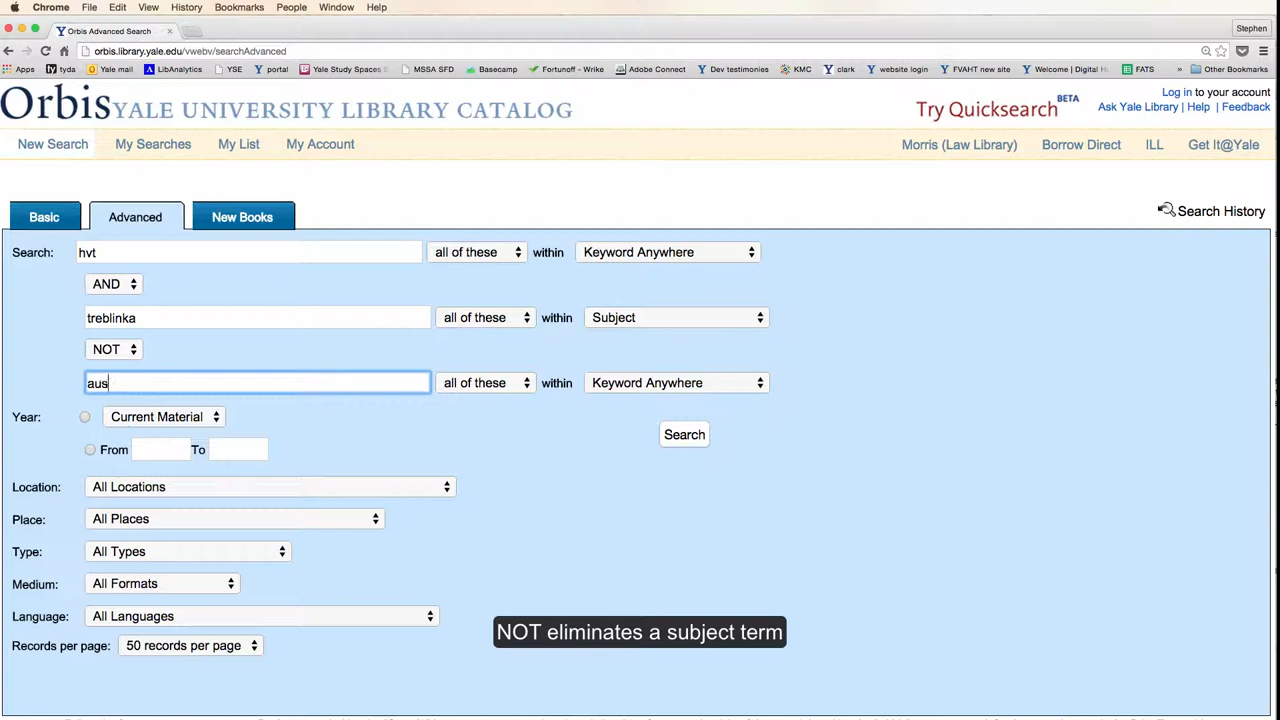 Chrome File Edit View History Bookmarks People Window Help
Orbis Advanced Search × Stephen
orbis.library.yale.edu/vwebv/searchAdvanced
Apps tyda Yale mail LibAnalytics YSE portal Yale Study Spaces MSSA SFD Basecamp Fortunoff - Wrike Adobe Connect Dev testimonies KMC clark website login FVAHT new site Welcome | Digital FATS » Other Bookmarks
Orbis YALE UNIVERSITY LIBRARY CATALOG
Try Quicksearch BETA
Log in to your account
Ask Yale Library | Help | Feedback
New Search My Searches My List My Account Morris (Law Library) Borrow Direct ILL Get It@Yale
Basic Advanced New Books Search History
Search: hvt all of these within Keyword Anywhere
AND
treblinka all of these within Subject
NOT
aus all of these within Keyword Anywhere
Year: Current Material
Search
From To
Location: All Locations
Place: All Places
Type: All Types
Medium: All Formats
Language: All Languages
NOT eliminates a subject term
Records per page: 50 records per page